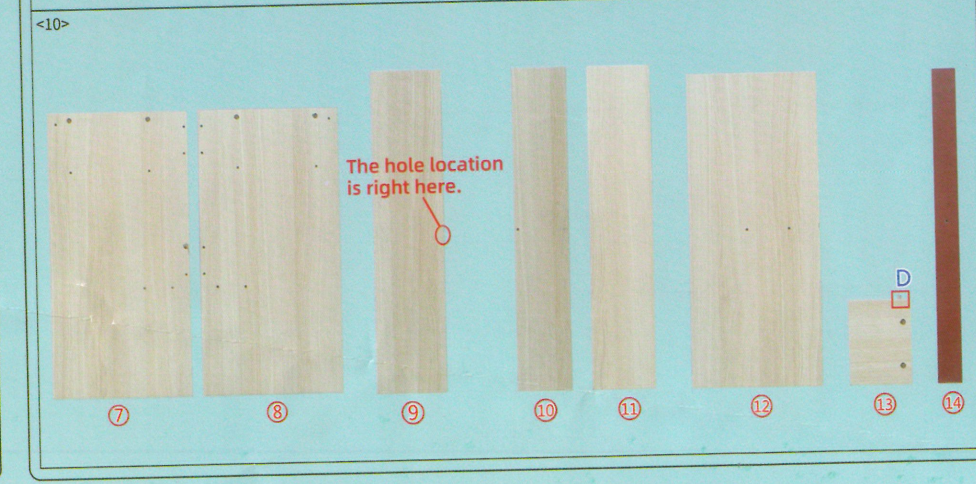 <10>
The hole location
is right here.
D
⑦ ⑧ ⑨ ⑩ ⑪ ⑫ ⑬ ⑭